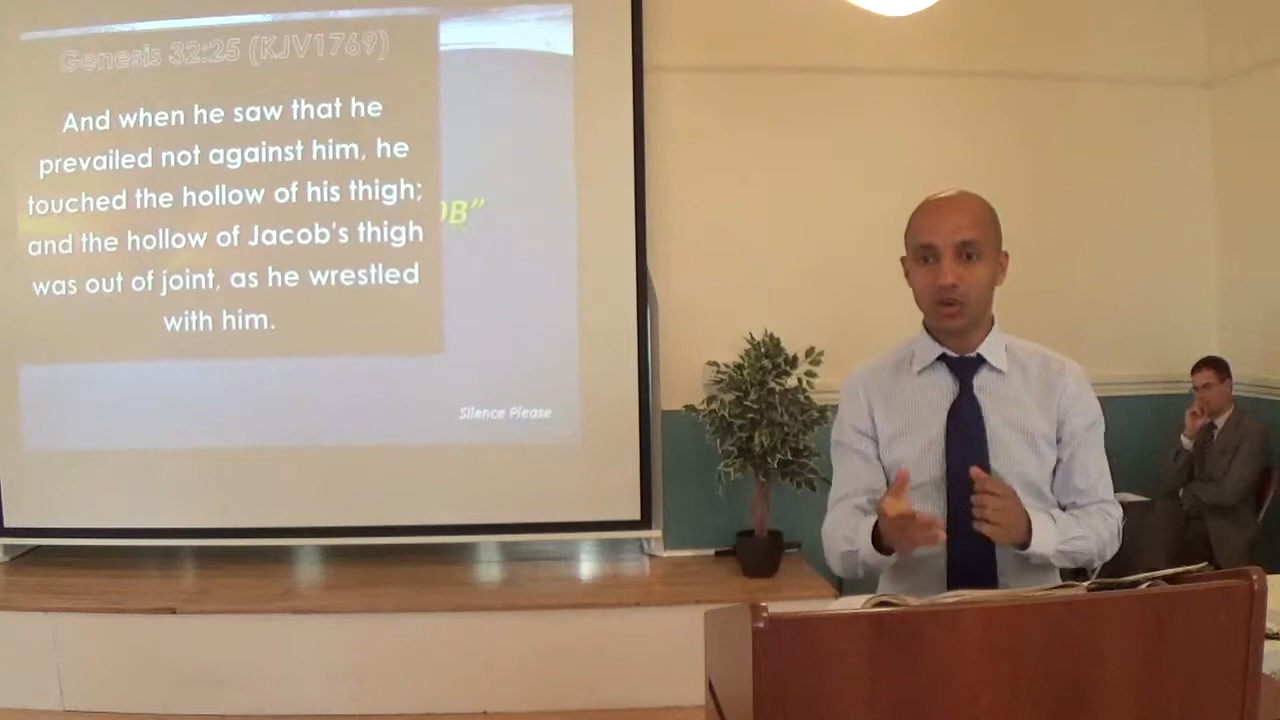 Genesis 32:25 (KJV1769)
And when he saw that he
prevailed not against him, he
touched the hollow of his thigh;
and the hollow of Jacob's thigh
was out of joint, as he wrestled
with him.
OB"
Silence Please